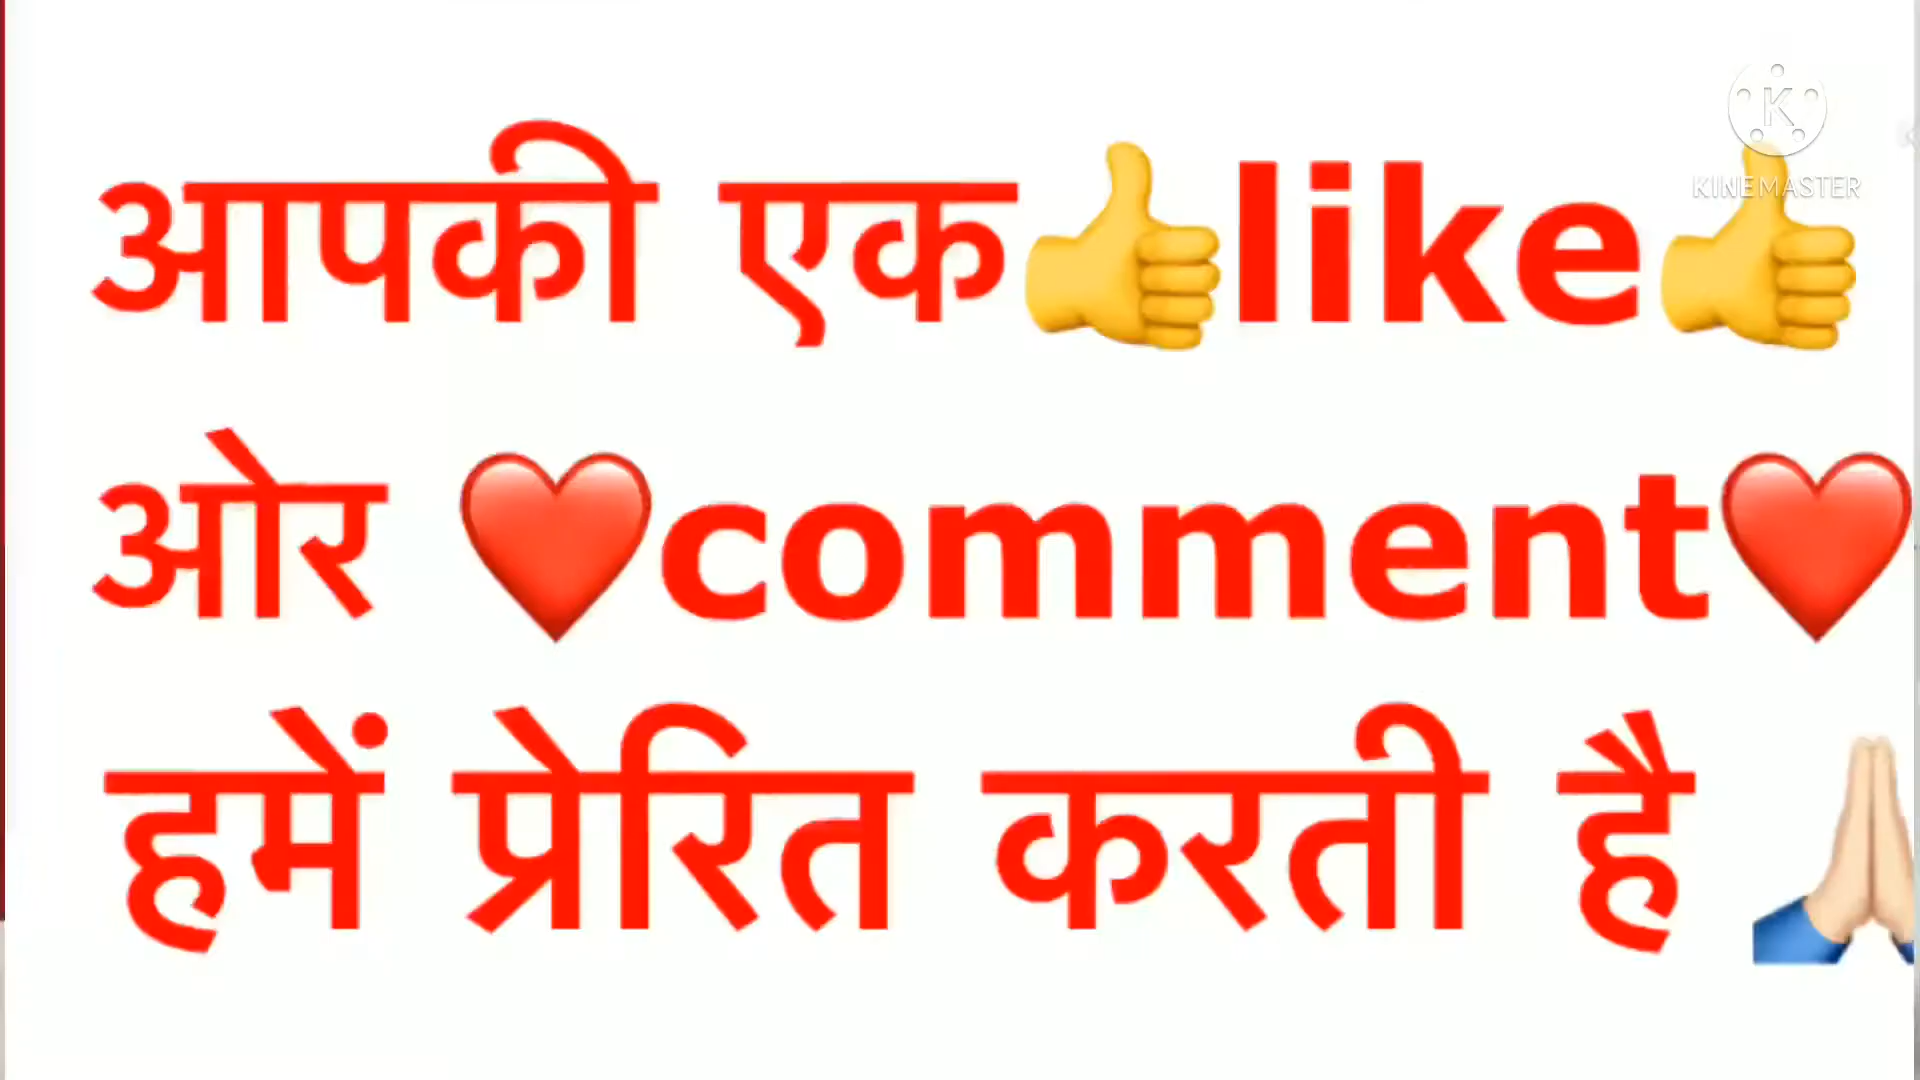 आपकी एक👍like👍
ओर ❤️comment❤️
हमें प्रेरित करती है 🙏🏻
KINEMASTER